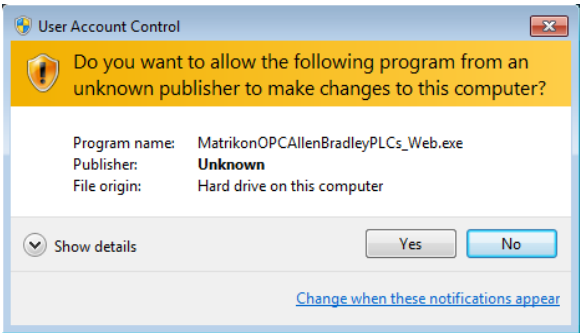 User Account Control
Do you want to allow the following program from an
unknown publisher to make changes to this computer?
Program name: MatrikonOPCAllenBradleyPLCs_Web.exe
Publisher: Unknown
File origin: Hard drive on this computer
Show details Yes No
Change when these notifications appear